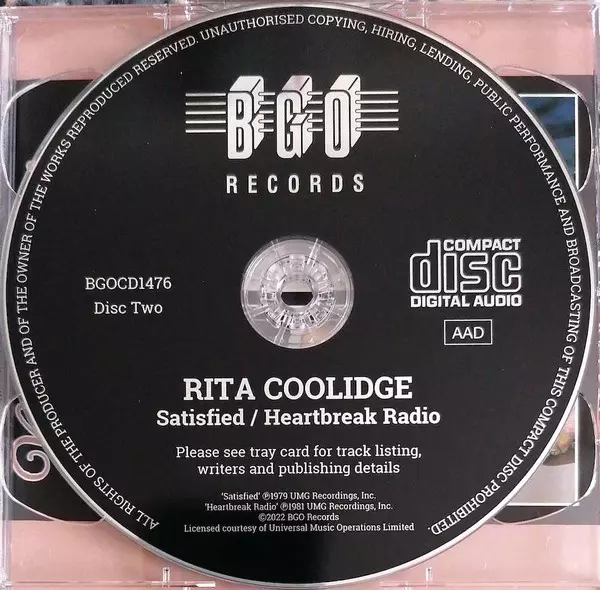 ALL RIGHTS OF THE PRODUCER AND OF THE OWNER OF THE WORKS REPRODUCED RESERVED. UNAUTHORISED COPYING, HIRING, LENDING, PUBLIC PERFORMANCE AND BROADCASTING OF THIS COMPACT DISC PROHIBITED.
BGO
RECORDS
BGOCD1476
Disc Two
COMPACT
disc
DIGITAL AUDIO
AAD
RITA COOLIDGE
Satisfied / Heartbreak Radio
Please see tray card for track listing,
writers and publishing details
'Satisfied' ℗1979 UMG Recordings, Inc.
'Heartbreak Radio' ℗1981 UMG Recordings, Inc.
©2022 BGO Records
Licensed courtesy of Universal Music Operations Limited